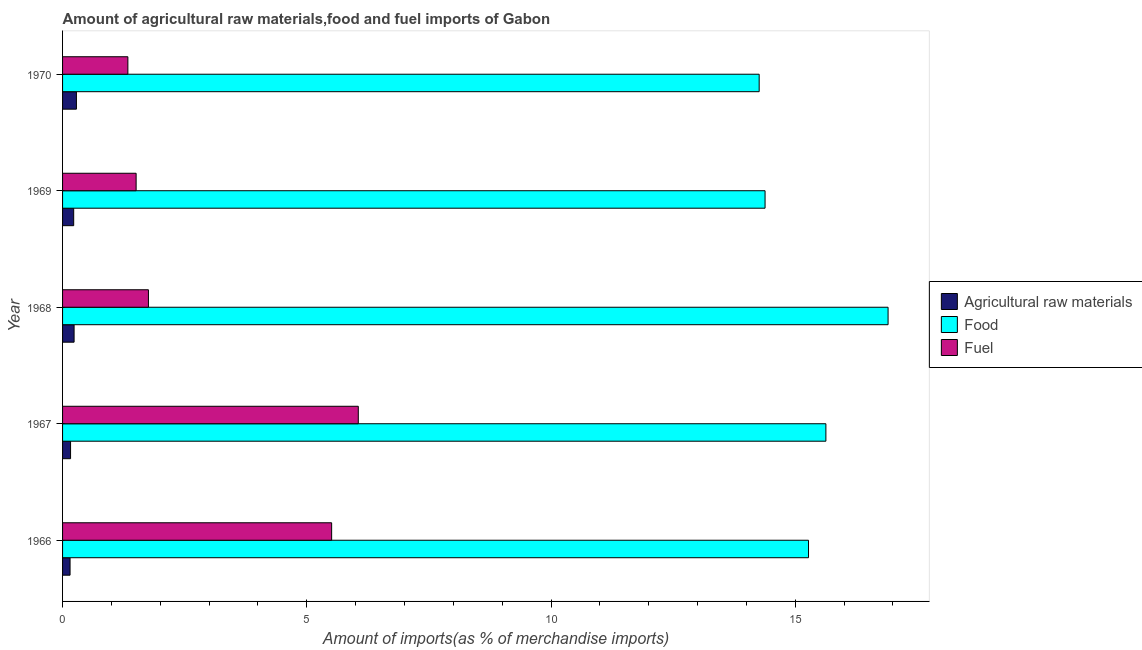 Amount of agricultural raw materials,food and fuel imports of Gabon
1970
1969
1968
1967
1966
Year
0
5
10
15
Amount of imports(as % of merchandise imports)
Agricultural raw materials
Food
Fuel